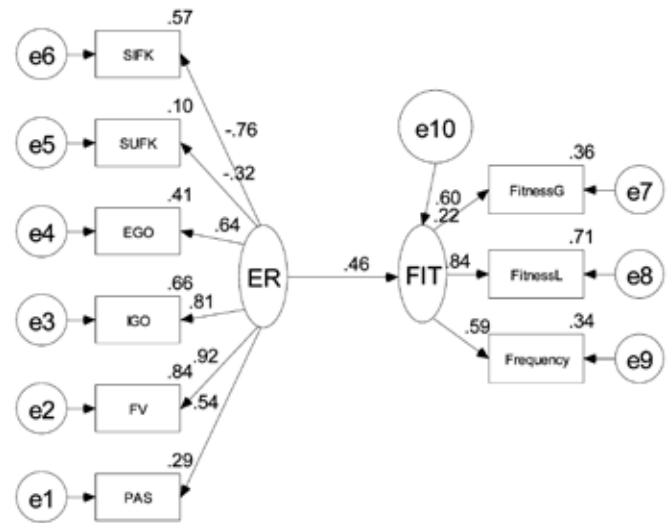 .57
e6
SIFK
-.76
.10
e5
SUFK
-.32
.41
e4
EGO
.64
.66
e3
IGO
.81
.84
.92
e2
FV
.54
.29
e1
PAS
ER
.46
e10
.22
FIT
.60
.36
FitnessG
e7
.84
.71
FitnessL
e8
.59
.34
Frequency
e9